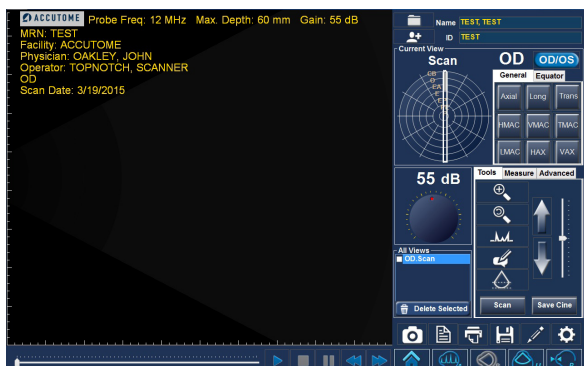 ACCUTOME Probe Freq: 12 MHz Max. Depth: 60 mm Gain: 55 dB
MRN: TEST
Facility: ACCUTOME
Physician: OAKLEY, JOHN
Operator: TOPNOTCH, SCANNER
OD
Scan Date: 3/19/2015
Name TEST, TEST
ID TEST
Current View
Scan
OD OD/OS
General Equator
Axial Long Trans
HMAC VMAC TMAC
LMAC HAX VAX
55 dB
Tools Measure Advanced
All Views
OD.Scan
Delete Selected
Scan Save Cine